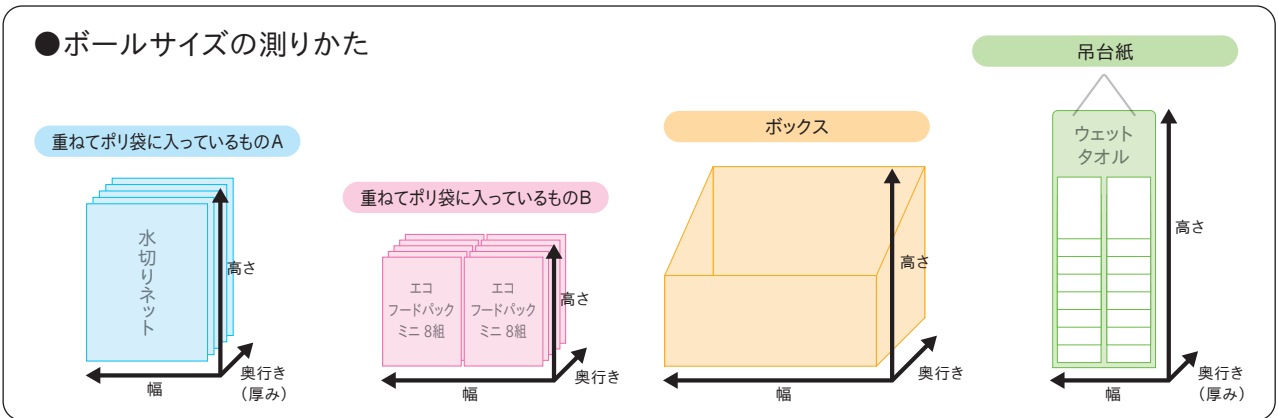 ●ボールサイズの測りかた
重ねてポリ袋に入っているものA
水切りネット
高さ
幅
奥行き
（厚み）
重ねてポリ袋に入っているものB
エコ
フードパック
ミニ 8組
エコ
フードパック
ミニ 8組
高さ
幅
奥行き
ボックス
高さ
幅
奥行き
吊台紙
ウェット
タオル
高さ
幅
奥行き
（厚み）